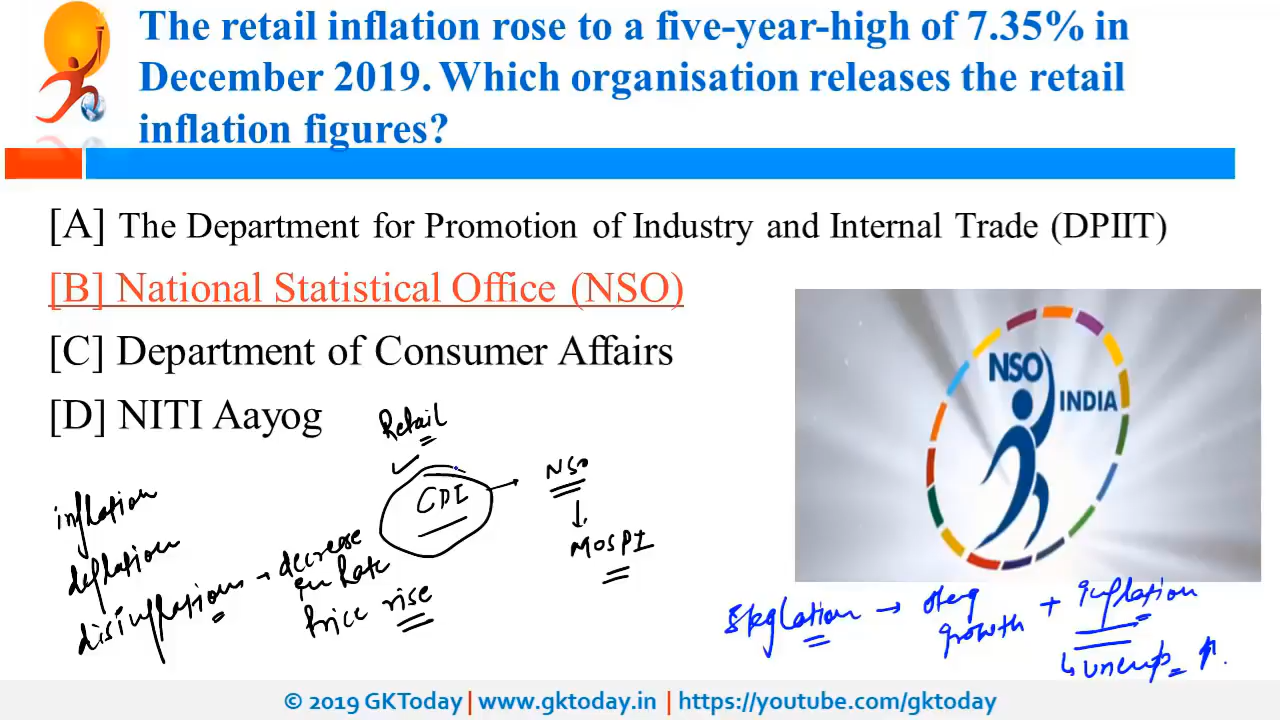 The retail inflation rose to a five-year-high of 7.35% in
December 2019. Which organisation releases the retail
inflation figures?
[A] The Department for Promotion of Industry and Internal Trade (DPIIT)
[B] National Statistical Office (NSO)
[C] Department of Consumer Affairs
[D] NITI Aayog
NSO
INDIA
Retail
CPI
NSO
MOSPI
inflation
deflation
disinflation → decrease
in Rate
Price rise
→
growth + inflation
© 2019 GKToday | www.gktoday.in | https://youtube.com/gktoday